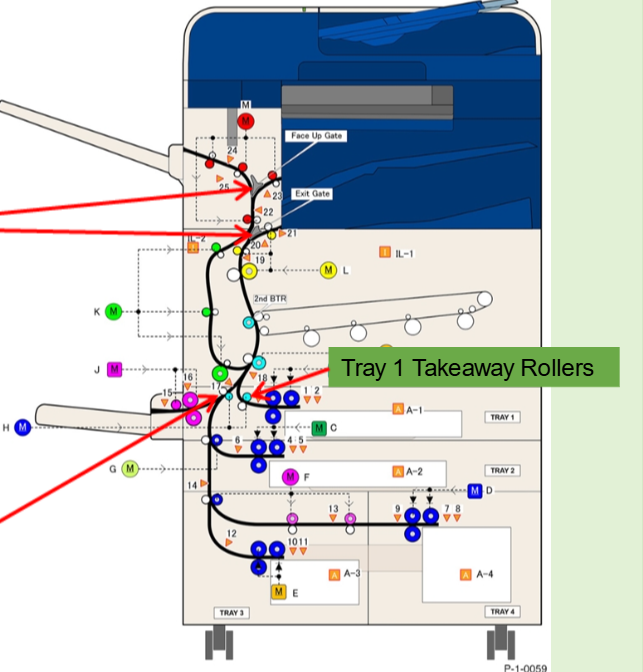 M
Face Up Gate
24
25
23
Exit Gate
22
21
IL-2
20
IL-1
19
M L
2nd BTR
K M
J M
Tray 1 Takeaway Rollers
16
17
18
15
1 2
A A-1
TRAY 1
H M
M C
6
4 5
G M
A A-2
TRAY 2
M F
14
M D
13
9
7 8
12
10 11
A A-3
A A-4
M E
TRAY 3
TRAY 4
P-1-0059